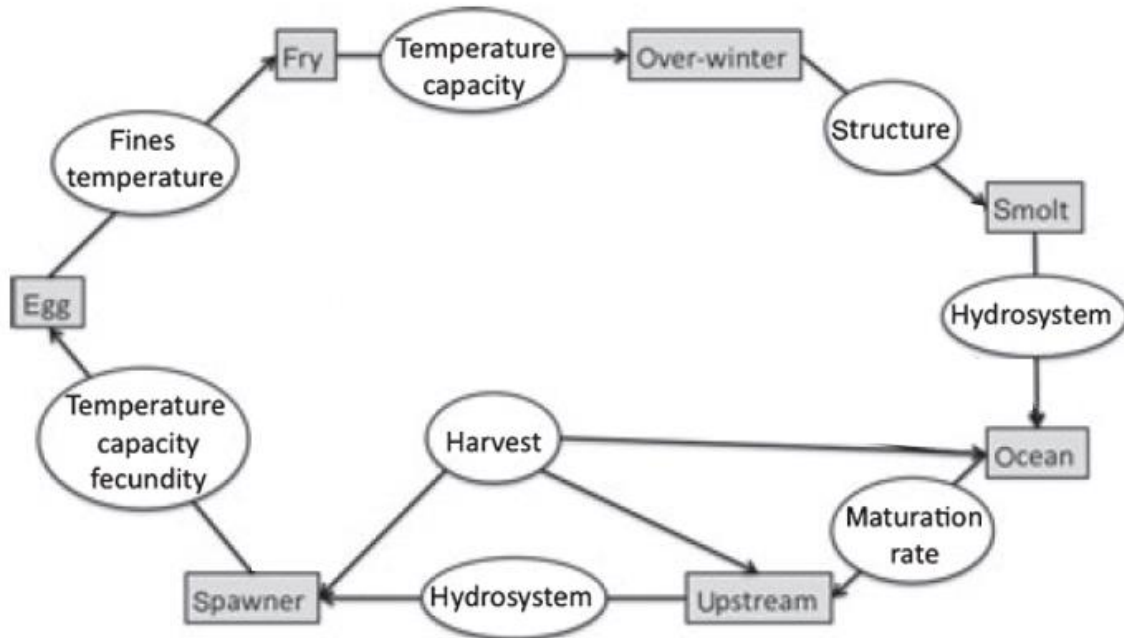 Fry
Temperature
capacity
Over-winter
Fines
temperature
Structure
Smolt
Egg
Hydrosystem
Temperature
capacity
fecundity
Harvest
Ocean
Maturation
rate
Spawner
Hydrosystem
Upstream